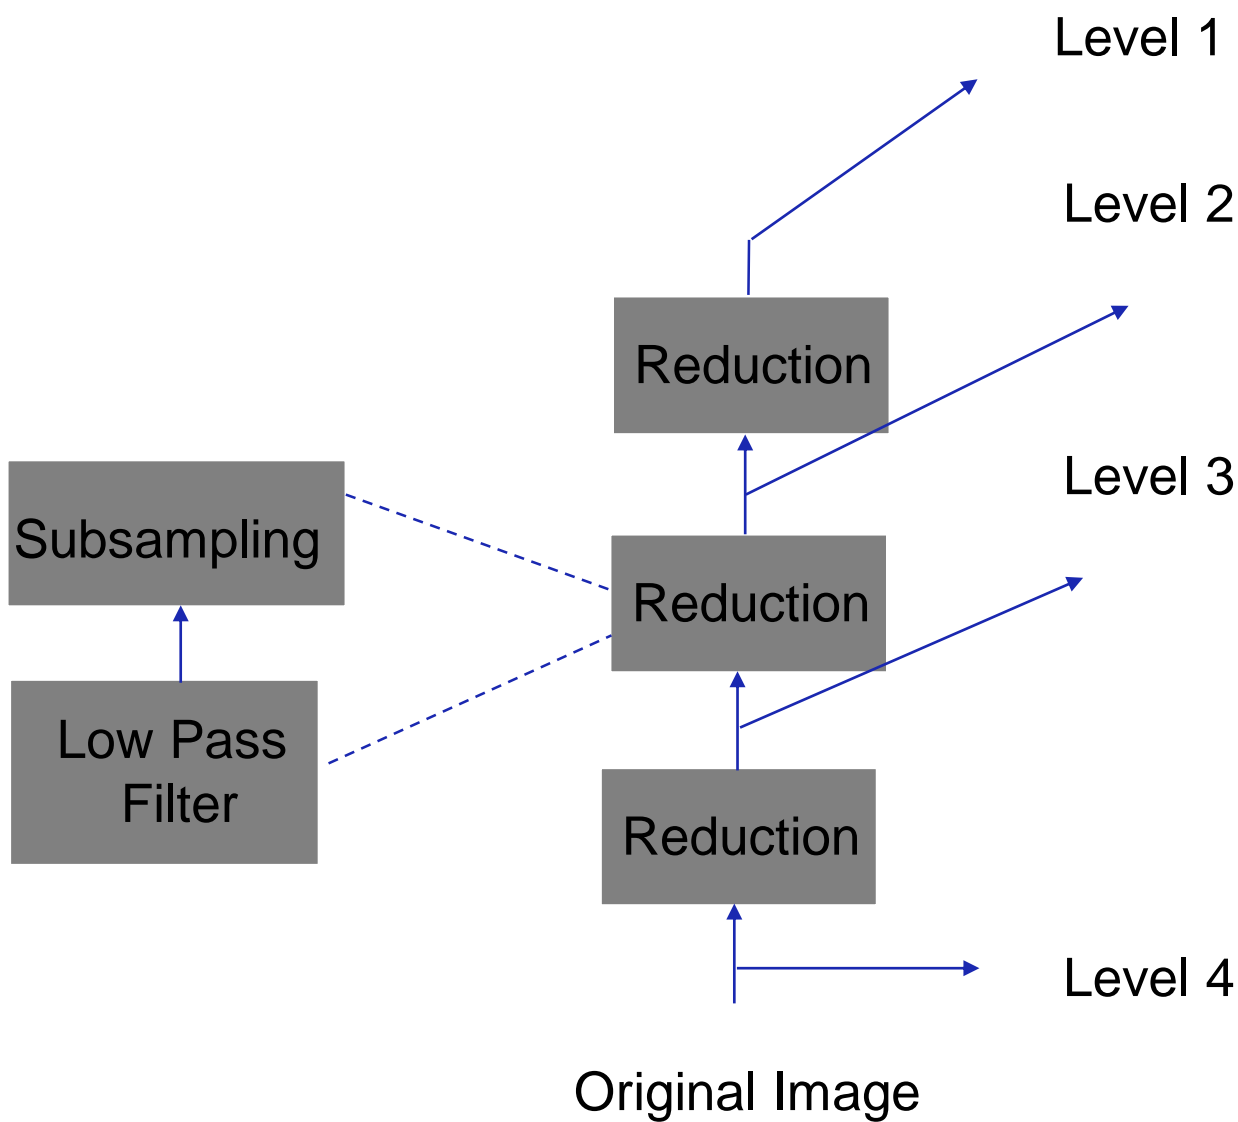 Level 1
Level 2
Reduction
Level 3
Subsampling
Reduction
Low Pass
Filter
Reduction
Level 4
Original Image